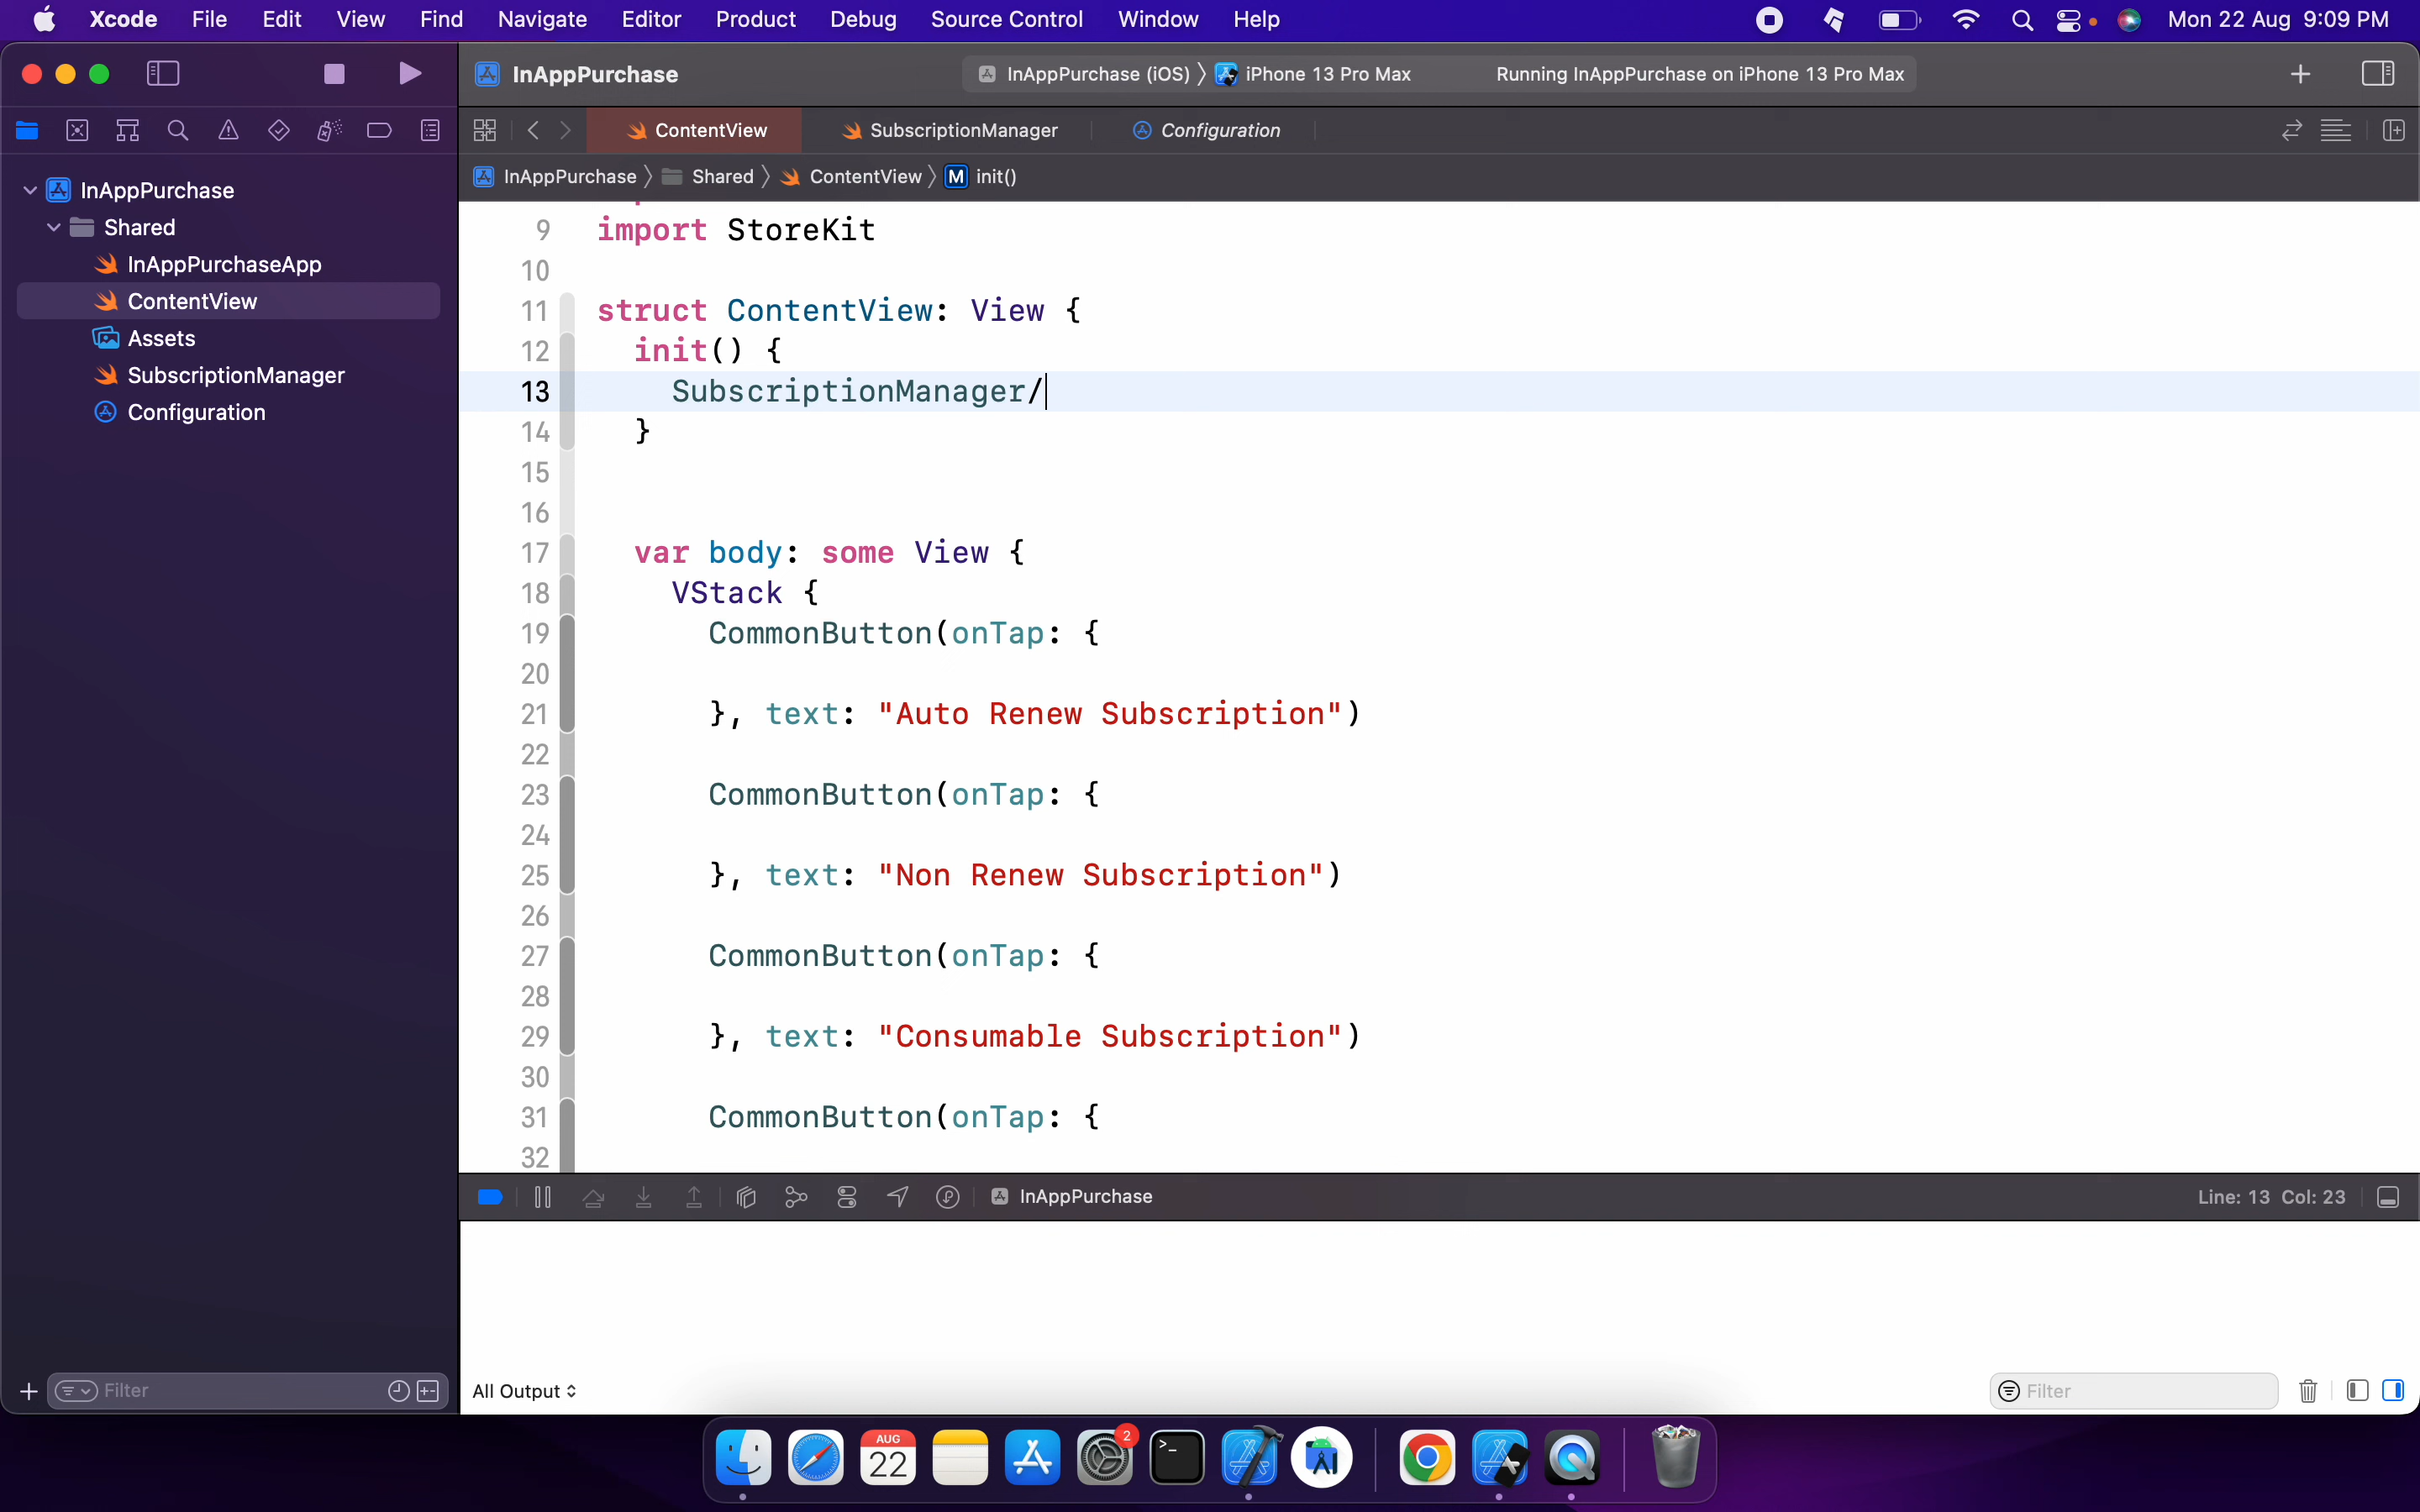 Xcode File Edit View Find Navigate Editor Product Debug Source Control Window Help Mon 22 Aug 9:09 PM
InAppPurchase InAppPurchase (iOS) 〉 iPhone 13 Pro Max Running InAppPurchase on iPhone 13 Pro Max
ContentView SubscriptionManager Configuration
InAppPurchase 〉 Shared 〉 ContentView 〉 M init()
InAppPurchase
Shared
InAppPurchaseApp
ContentView
Assets
SubscriptionManager
Configuration
Filter
9 import StoreKit
10
11 struct ContentView: View {
12 init() {
13 SubscriptionManager/
14 }
15
16
17 var body: some View {
18 VStack {
19 CommonButton(onTap: {
20
21 }, text: "Auto Renew Subscription")
22
23 CommonButton(onTap: {
24
25 }, text: "Non Renew Subscription")
26
27 CommonButton(onTap: {
28
29 }, text: "Consumable Subscription")
30
31 CommonButton(onTap: {
32
InAppPurchase Line: 13 Col: 23
All Output Filter
AUG
22
2